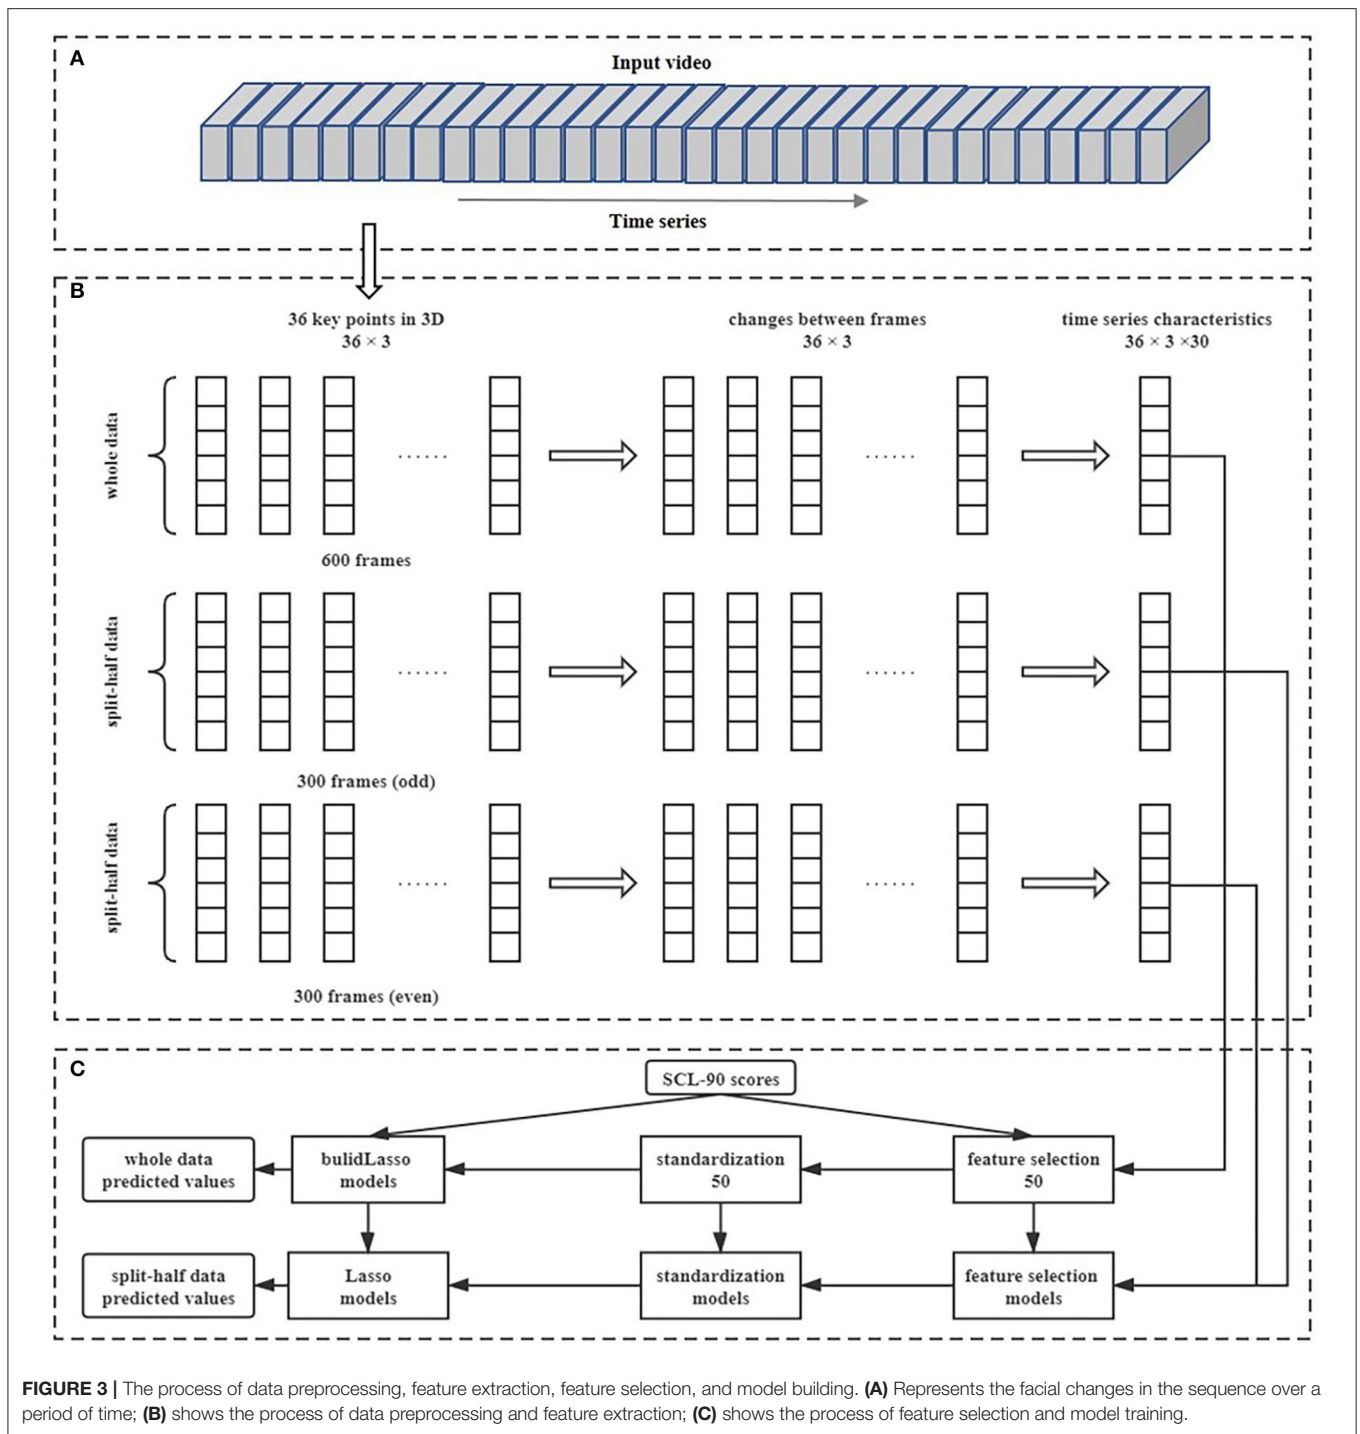 A
Input video
Time series
B
36 key points in 3D
36 × 3
changes between frames
36 × 3
time series characteristics
36 × 3 ×30
whole data
......
......
600 frames
split-half data
......
......
300 frames (odd)
split-half data
......
......
300 frames (even)
C
SCL-90 scores
whole data
predicted values
bulidLasso
models
standardization
50
feature selection
50
split-half data
predicted values
Lasso
models
standardization
models
feature selection
models
FIGURE 3 | The process of data preprocessing, feature extraction, feature selection, and model building. (A) Represents the facial changes in the sequence over a
period of time; (B) shows the process of data preprocessing and feature extraction; (C) shows the process of feature selection and model training.